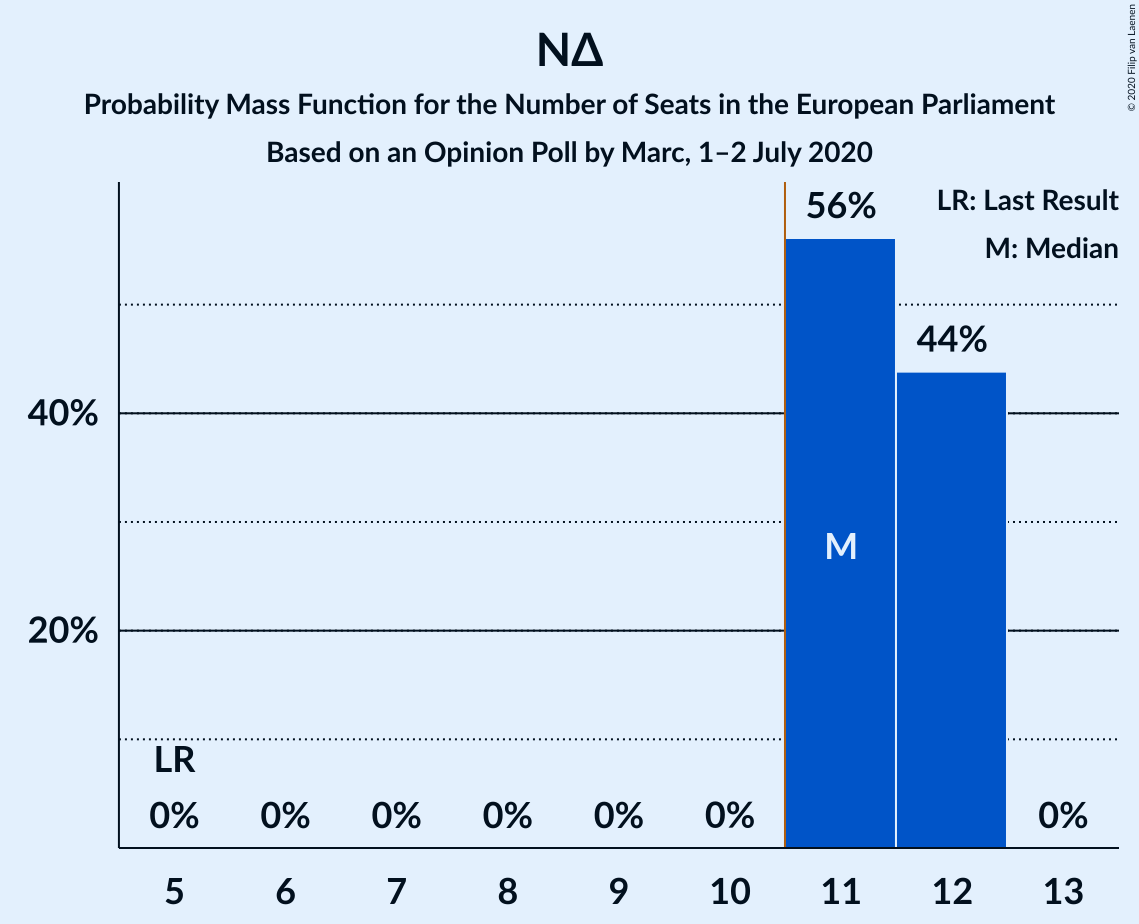 NΔ
Probability Mass Function for the Number of Seats in the European Parliament
Based on an Opinion Poll by Marc, 1–2 July 2020
© 2020 Filip van Laenen
LR: Last Result
M: Median
56%
44%
40%
M
20%
LR
0%
0%
0%
0%
0%
0%
0%
5
6
7
8
9
10
11
12
13